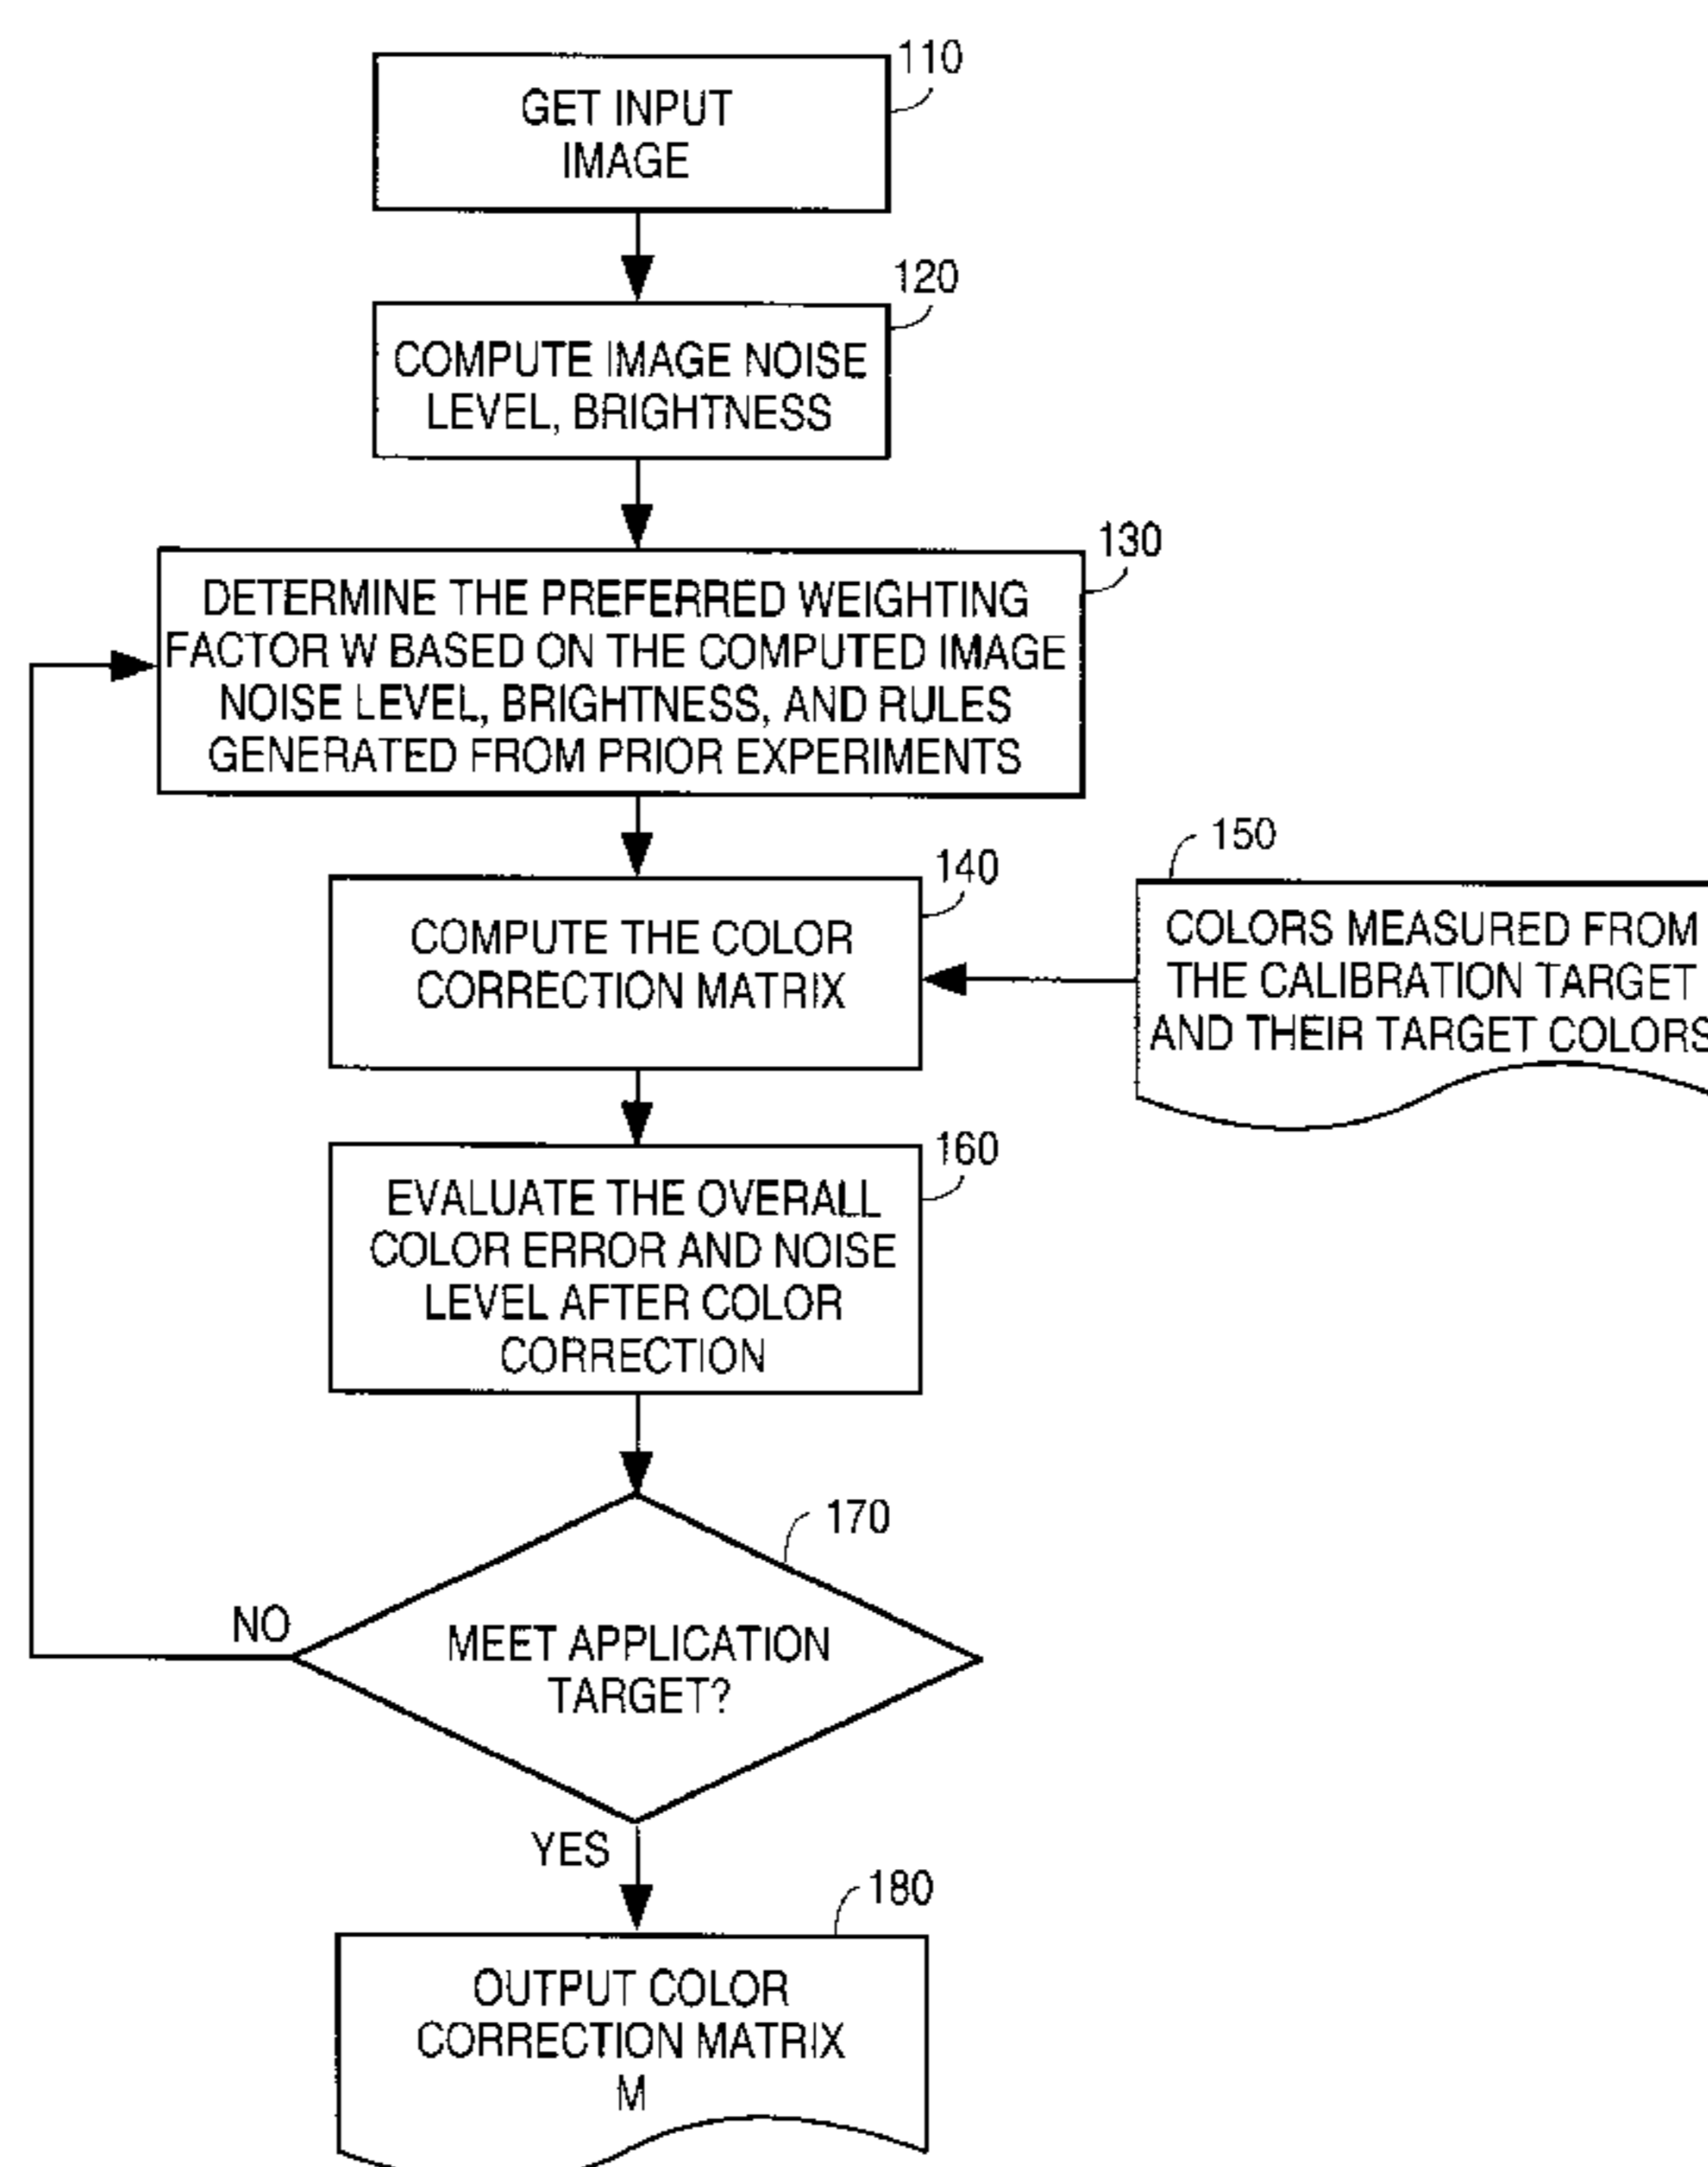 110
GET INPUT
IMAGE
120
COMPUTE IMAGE NOISE
LEVEL, BRIGHTNESS
130
DETERMINE THE PREFERRED WEIGHTING
FACTOR W BASED ON THE COMPUTED IMAGE
NOISE LEVEL, BRIGHTNESS, AND RULES
GENERATED FROM PRIOR EXPERIMENTS
140
COMPUTE THE COLOR
CORRECTION MATRIX
150
COLORS MEASURED FROM
THE CALIBRATION TARGET
AND THEIR TARGET COLORS
160
EVALUATE THE OVERALL
COLOR ERROR AND NOISE
LEVEL AFTER COLOR
CORRECTION
170
NO
MEET APPLICATION
TARGET?
YES
180
OUTPUT COLOR
CORRECTION MATRIX
M